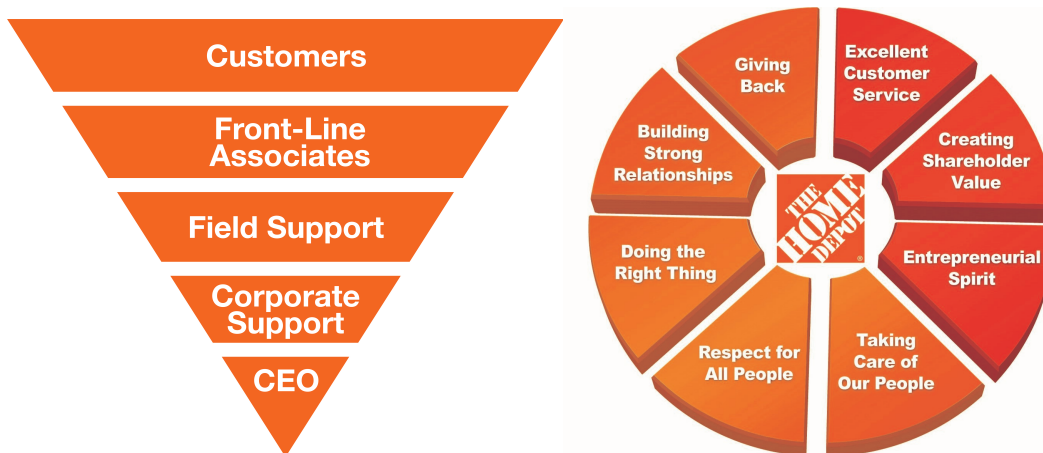 Customers
Front-Line
Associates
Field Support
Corporate
Support
CEO
Excellent
Customer
Service
Creating
Shareholder
Value
Entrepreneurial
Spirit
Taking
Care of
Our People
Respect for
All People
Doing the
Right Thing
Building
Strong
Relationships
Giving
Back
THE
HOME
DEPOT
®